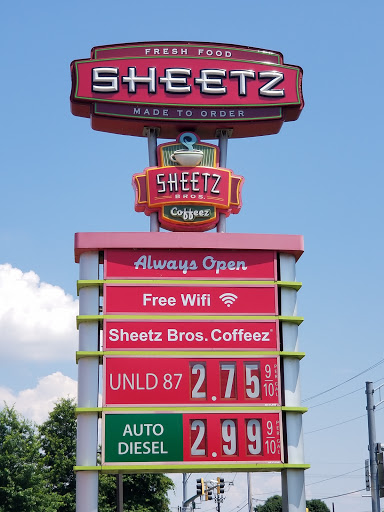 FRESH FOOD
SHEETZ
MADE TO ORDER
SHEETZ
BROS.
Coffeez
Always Open
Free Wifi
Sheetz Bros. Coffeez
UNLD 87 2.75 9/10
AUTO DIESEL 2.99 9/10